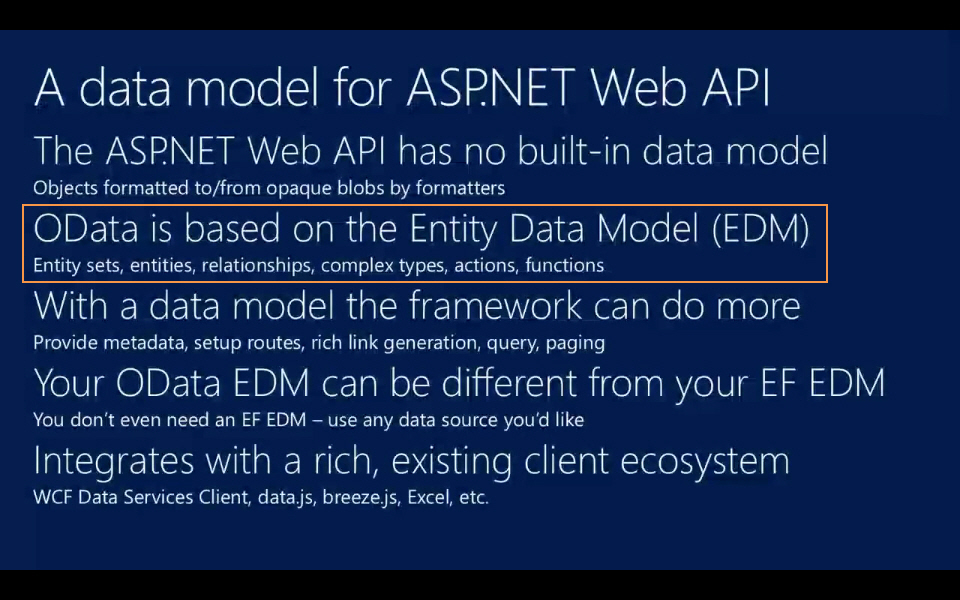 A data model for ASP.NET Web API
The ASP.NET Web API has no built-in data model
Objects formatted to/from opaque blobs by formatters
OData is based on the Entity Data Model (EDM)
Entity sets, entities, relationships, complex types, actions, functions
With a data model the framework can do more
Provide metadata, setup routes, rich link generation, query, paging
Your OData EDM can be different from your EF EDM
You don't even need an EF EDM – use any data source you'd like
Integrates with a rich, existing client ecosystem
WCF Data Services Client, data.js, breeze.js, Excel, etc.